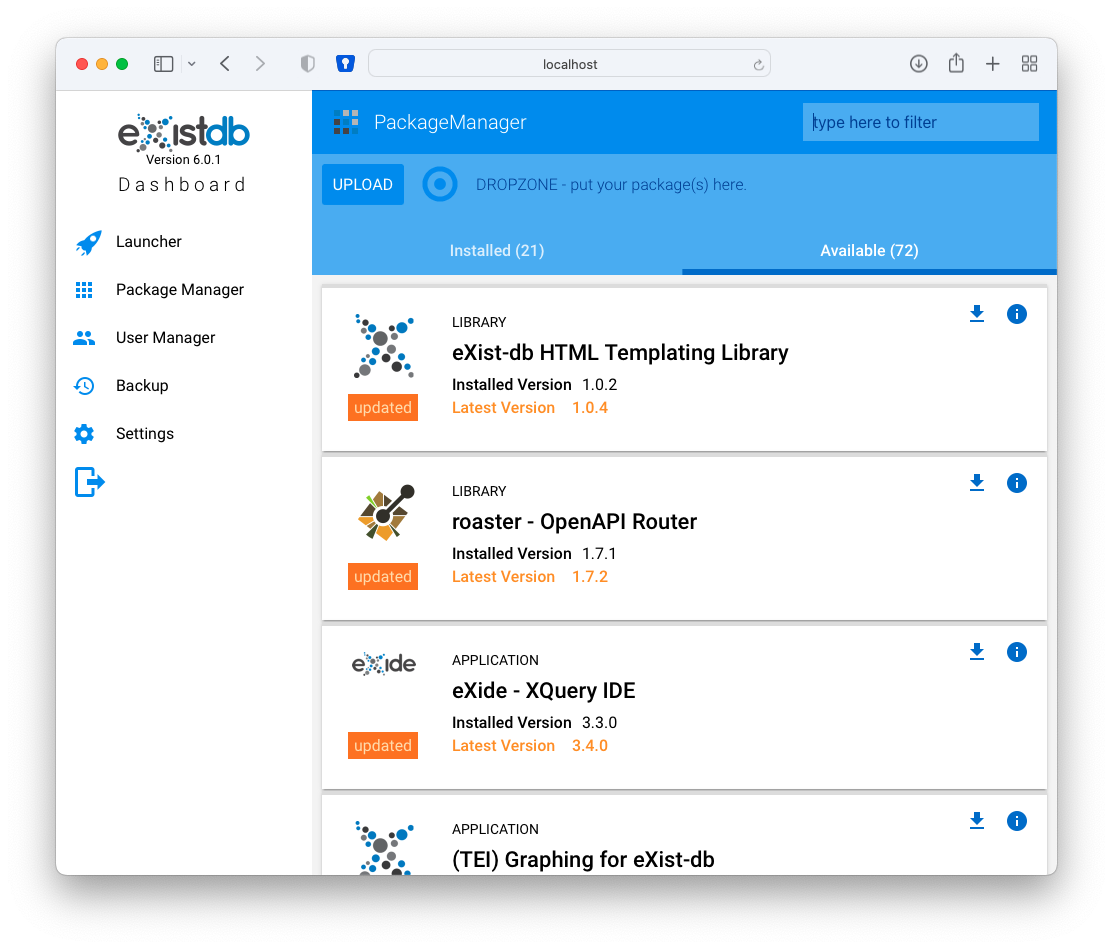 localhost
eXistdb
Version 6.0.1
Dashboard
Launcher
Package Manager
User Manager
Backup
Settings
PackageManager
type here to filter
UPLOAD
DROPZONE - put your package(s) here.
Installed (21)
Available (72)
LIBRARY
eXist-db HTML Templating Library
Installed Version 1.0.2
Latest Version 1.0.4
updated
LIBRARY
roaster - OpenAPI Router
Installed Version 1.7.1
Latest Version 1.7.2
updated
eXide
APPLICATION
eXide - XQuery IDE
Installed Version 3.3.0
Latest Version 3.4.0
updated
APPLICATION
(TEI) Graphing for eXist-db